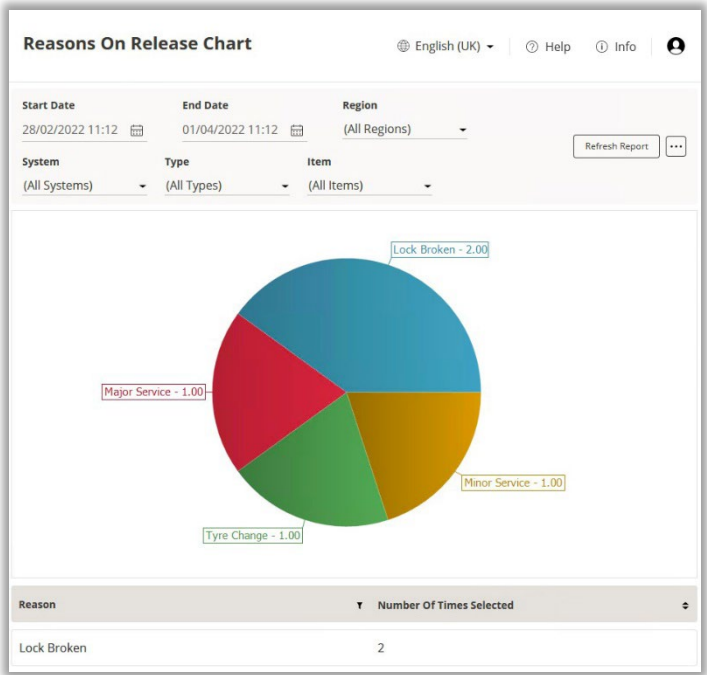 Reasons On Release Chart
English (UK)
Help
Info
Start Date
End Date
Region
28/02/2022 11:12
01/04/2022 11:12
(All Regions)
Refresh Report
System
Type
Item
(All Systems)
(All Types)
(All Items)
Lock Broken - 2.00
Major Service - 1.00
Minor Service - 1.00
Tyre Change - 1.00
Reason
Number Of Times Selected
Lock Broken
2